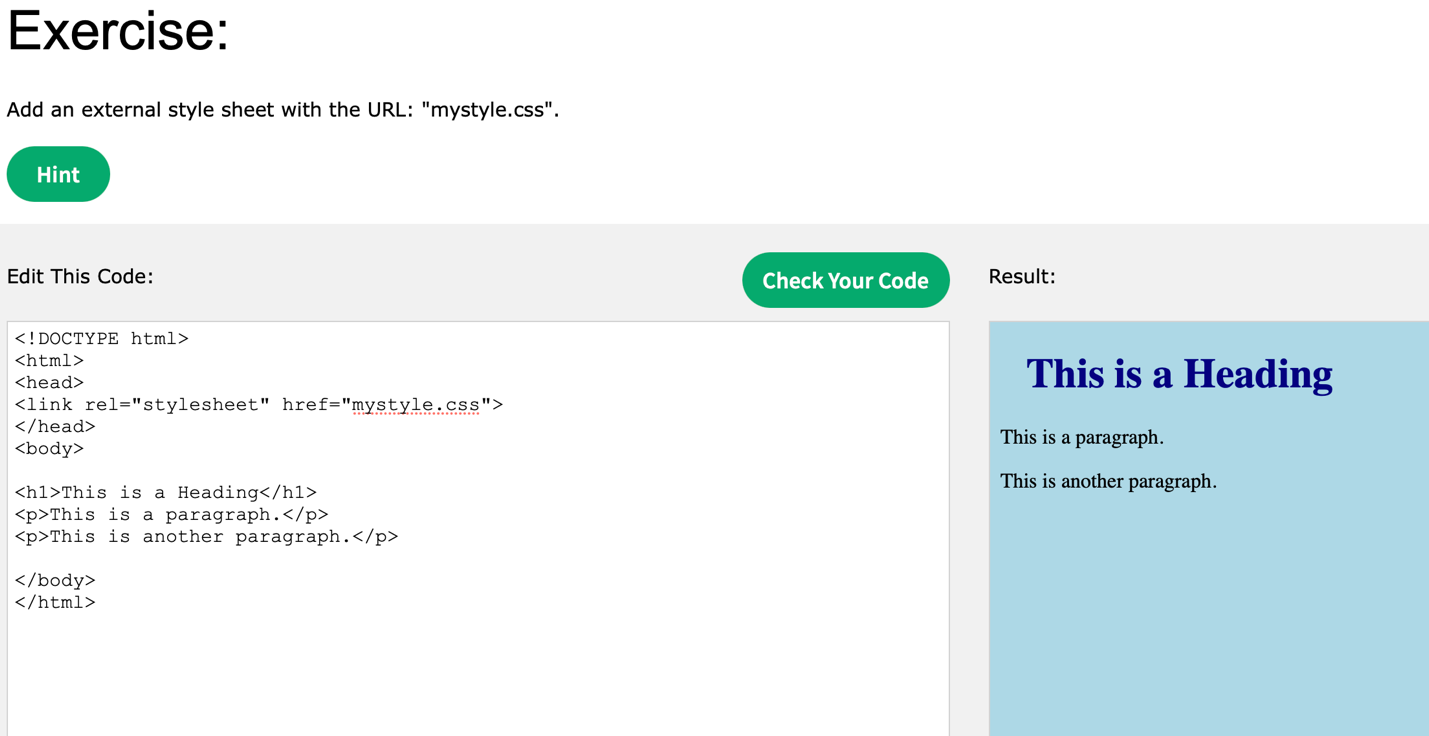 Exercise:
Add an external style sheet with the URL: "mystyle.css".
Hint
Edit This Code:
Check Your Code
<!DOCTYPE html>
<html>
<head>
<link rel="stylesheet" href="mystyle.css">
</head>
<body>
<h1>This is a Heading</h1>
<p>This is a paragraph.</p>
<p>This is another paragraph.</p>
</body>
</html>
Result:
This is a Heading
This is a paragraph.
This is another paragraph.